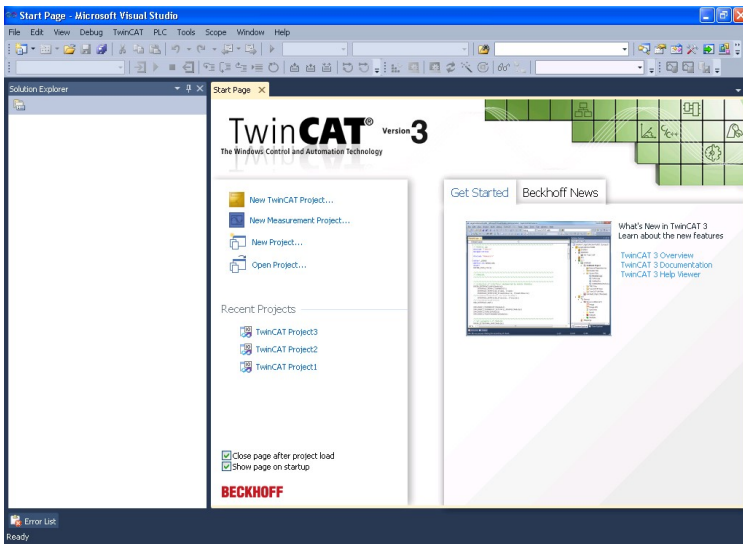 Start Page - Microsoft Visual Studio
File Edit View Debug TwinCAT PLC Tools Scope Window Help
Solution Explorer
Start Page
TwinCAT® Version 3
The Windows Control and Automation Technology
C/C++
New TwinCAT Project...
New Measurement Project...
New Project...
Open Project...
Recent Projects
TwinCAT Project3
TwinCAT Project2
TwinCAT Project1
Close page after project load
Show page on startup
BECKHOFF
Get Started Beckhoff News
What's New in TwinCAT 3
Learn about the new features
TwinCAT 3 Overview
TwinCAT 3 Documentation
TwinCAT 3 Help Viewer
Error List
Ready